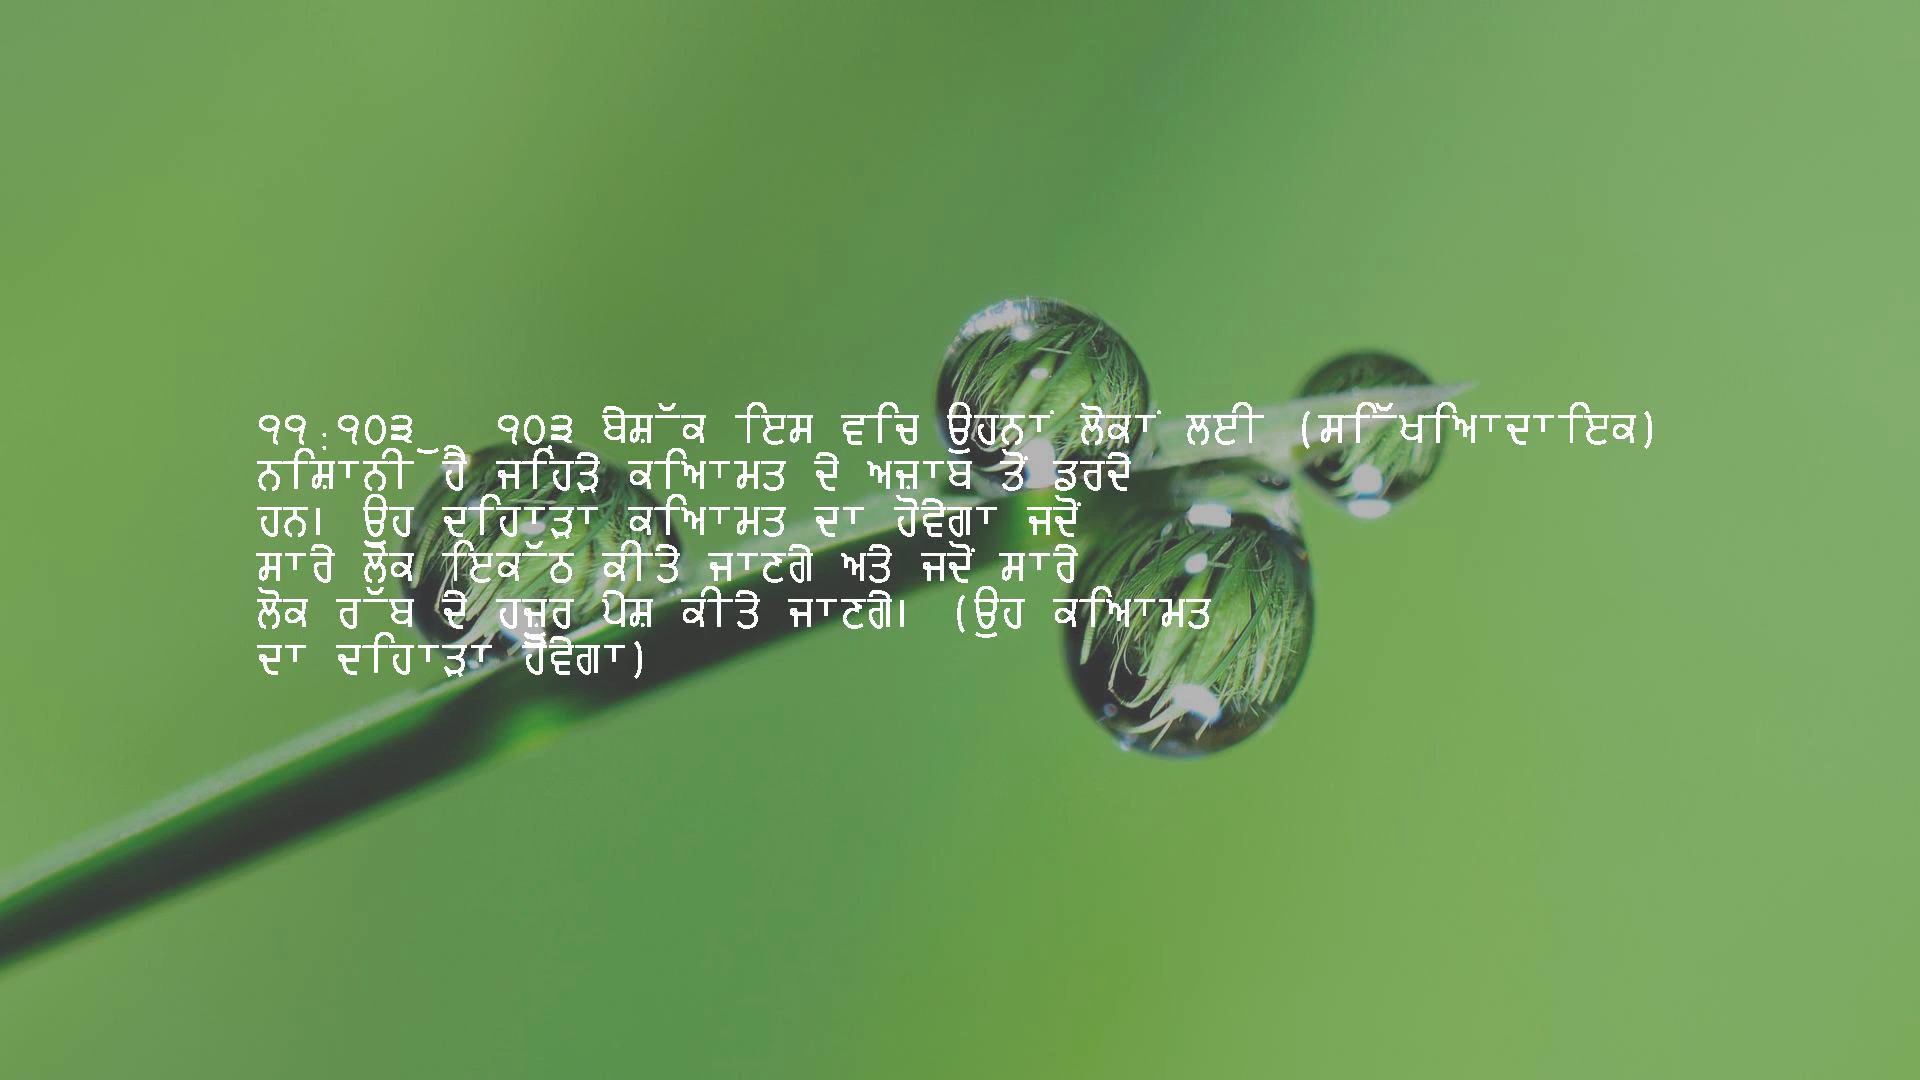 ੧੧:੧੦੩ੁ  ੧੦੩ ਬੇਸ਼ੱਕ ਇਸ ਵਿਚ ਉਹਨਾਂ ਲੋਕਾਂ ਲਈ (ਸਿੱਖਿਆਦਾਇਕ)
ਨਿਸ਼ਾਨੀ ਹੈ ਜਿਹੜੇ ਕਿਆਮਤ ਦੇ ਅਜ਼ਾਬ ਤੋਂ ਡਰਦੇ
ਹਨ। ਉਹ ਦਿਹਾੜਾ ਕਿਆਮਤ ਦਾ ਹੋਵੇਗਾ ਜਦੋਂ
ਸਾਰੇ ਲੋਕ ਇਕੱਠ ਕੀਤੇ ਜਾਣਗੇ ਅਤੇ ਜਦੋਂ ਸਾਰੇ
ਲੋਕ ਰੱਬ ਦੇ ਹਜ਼ੂਰ ਪੇਸ਼ ਕੀਤੇ ਜਾਣਗੇ। (ਉਹ ਕਿਆਮਤ
ਦਾ ਦਿਹਾੜਾ ਹੋਵੇਗਾ)